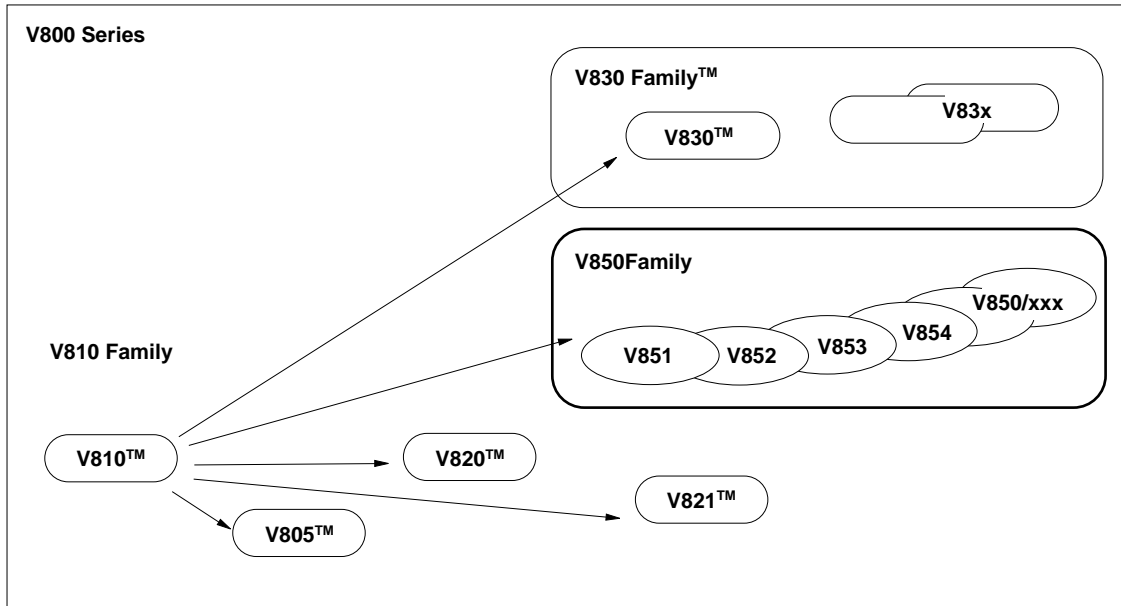 V800 Series
V830 Family™
V83x
V830™
V850Family
V850/xxx
V854
V853
V852
V851
V810 Family
V810™
V820™
V821™
V805™